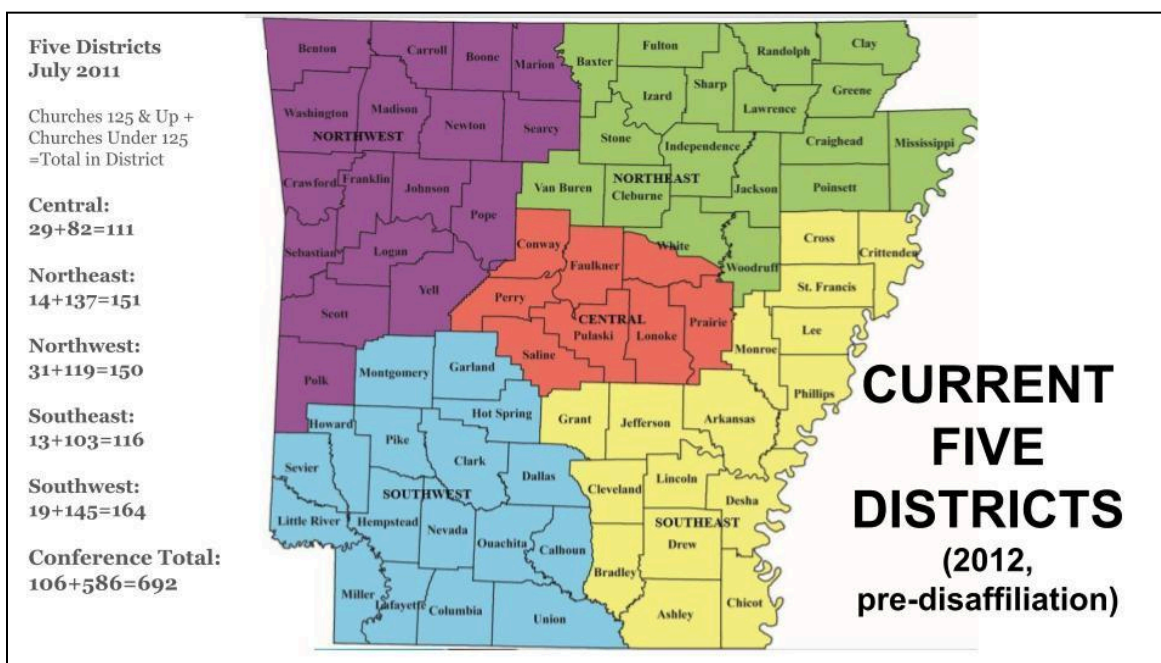 Five Districts
July 2011
Churches 125 & Up +
Churches Under 125
=Total in District
Central:
29+82=111
Northeast:
14+137=151
Northwest:
31+119=150
Southeast:
13+103=116
Southwest:
19+145=164
Conference Total:
106+586=692
Benton
Carroll
Boone
Marion
Baxter
Fulton
Randolph
Clay
Sharp
Izard
Greene
Lawrence
Washington
Madison
NORTHWEST
Newton
Searcy
Stone
Independence
Craighead
Mississippi
Crawford
Franklin
Johnson
Van Buren
NORTHEAST
Cleburne
Jackson
Poinsett
Pope
Sebastian
Logan
Conway
Faulkner
White
Woodruff
Cross
Crittenden
Yell
Perry
St. Francis
Scott
CENTRAL
Pulaski
Lonoke
Prairie
Lee
Saline
Monroe
Polk
Montgomery
Garland
Phillips
Hot Spring
Grant
Jefferson
Arkansas
Howard
Pike
Sevier
Clark
Dallas
Cleveland
Lincoln
Desha
SOUTHWEST
Little River
Hempstead
Nevada
Ouachita
Calhoun
SOUTHEAST
Drew
Bradley
Miller
Lafayette
Columbia
Union
Ashley
Chicot
CURRENT
FIVE
DISTRICTS
(2012,
pre-disaffiliation)